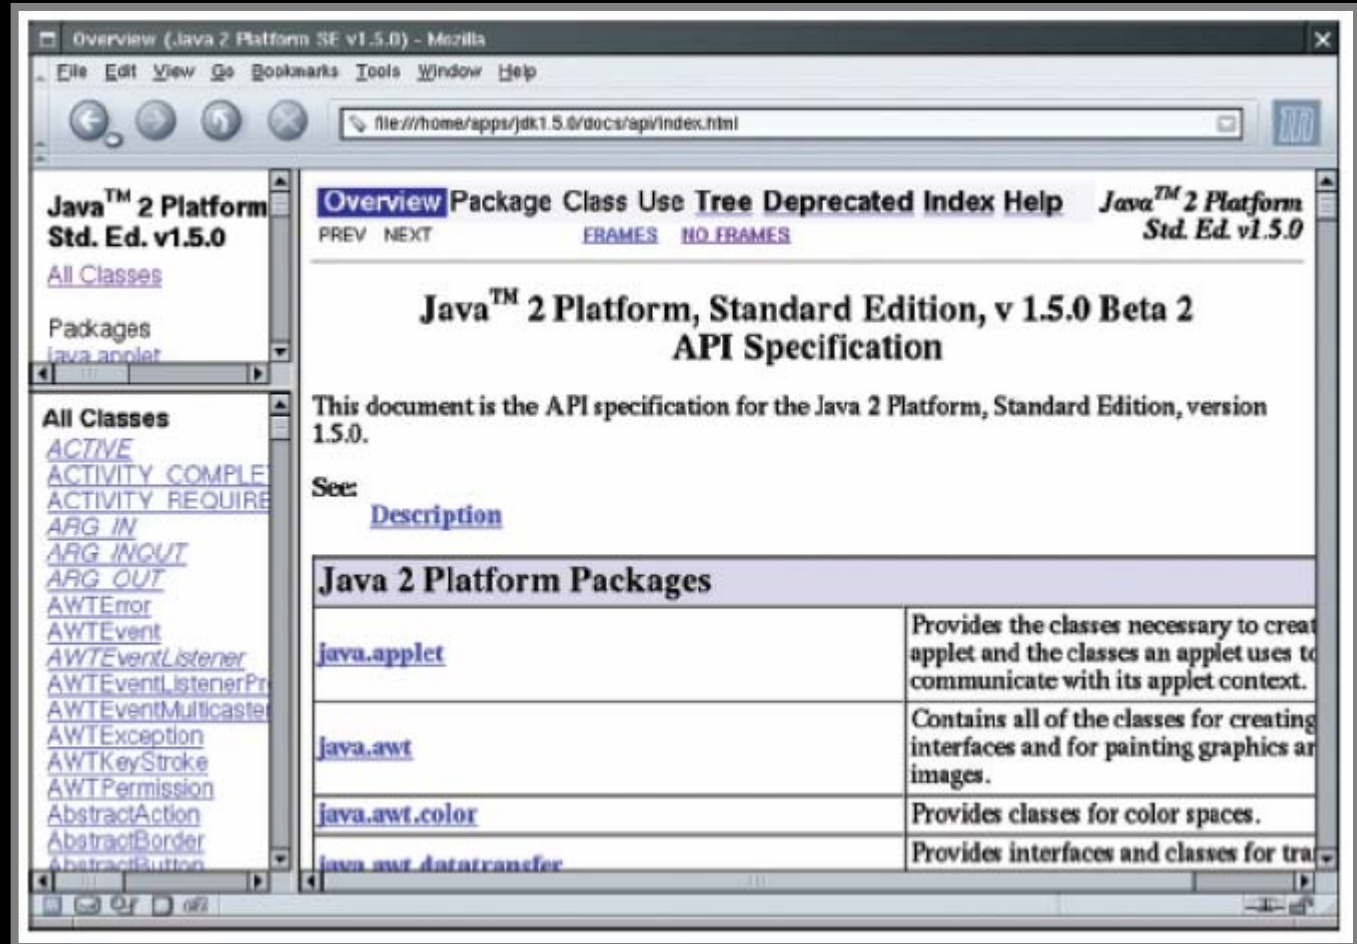 Overview (Java 2 Platform SE v1.5.0) - Mozilla
File Edit View Go Bookmarks Tools Window Help
file:///home/apps/jdk1.5.0/docs/api/index.html
Java™ 2 Platform
Std. Ed. v1.5.0
All Classes
Packages
java.applet
All Classes
ACTIVE
ACTIVITY_COMPLET
ACTIVITY_REQUIRE
ARG_IN
ARG_INOUT
ARG_OUT
AWTError
AWTEvent
AWTEventListener
AWTEventListenerPr
AWTEventMulticaster
AWTException
AWTKeyStroke
AWTPermission
AbstractAction
AbstractBorder
AbstractButton
Overview Package Class Use Tree Deprecated Index Help
Java™ 2 Platform
Std. Ed. v1.5.0
PREV NEXT
FRAMES NO FRAMES
Java™ 2 Platform, Standard Edition, v 1.5.0 Beta 2
API Specification
This document is the API specification for the Java 2 Platform, Standard Edition, version
1.5.0.
See:
Description
Java 2 Platform Packages
java.applet
Provides the classes necessary to creat
applet and the classes an applet uses to
communicate with its applet context.
java.awt
Contains all of the classes for creating
interfaces and for painting graphics an
images.
java.awt.color
Provides classes for color spaces.
java.awt.datatransfer
Provides interfaces and classes for tra